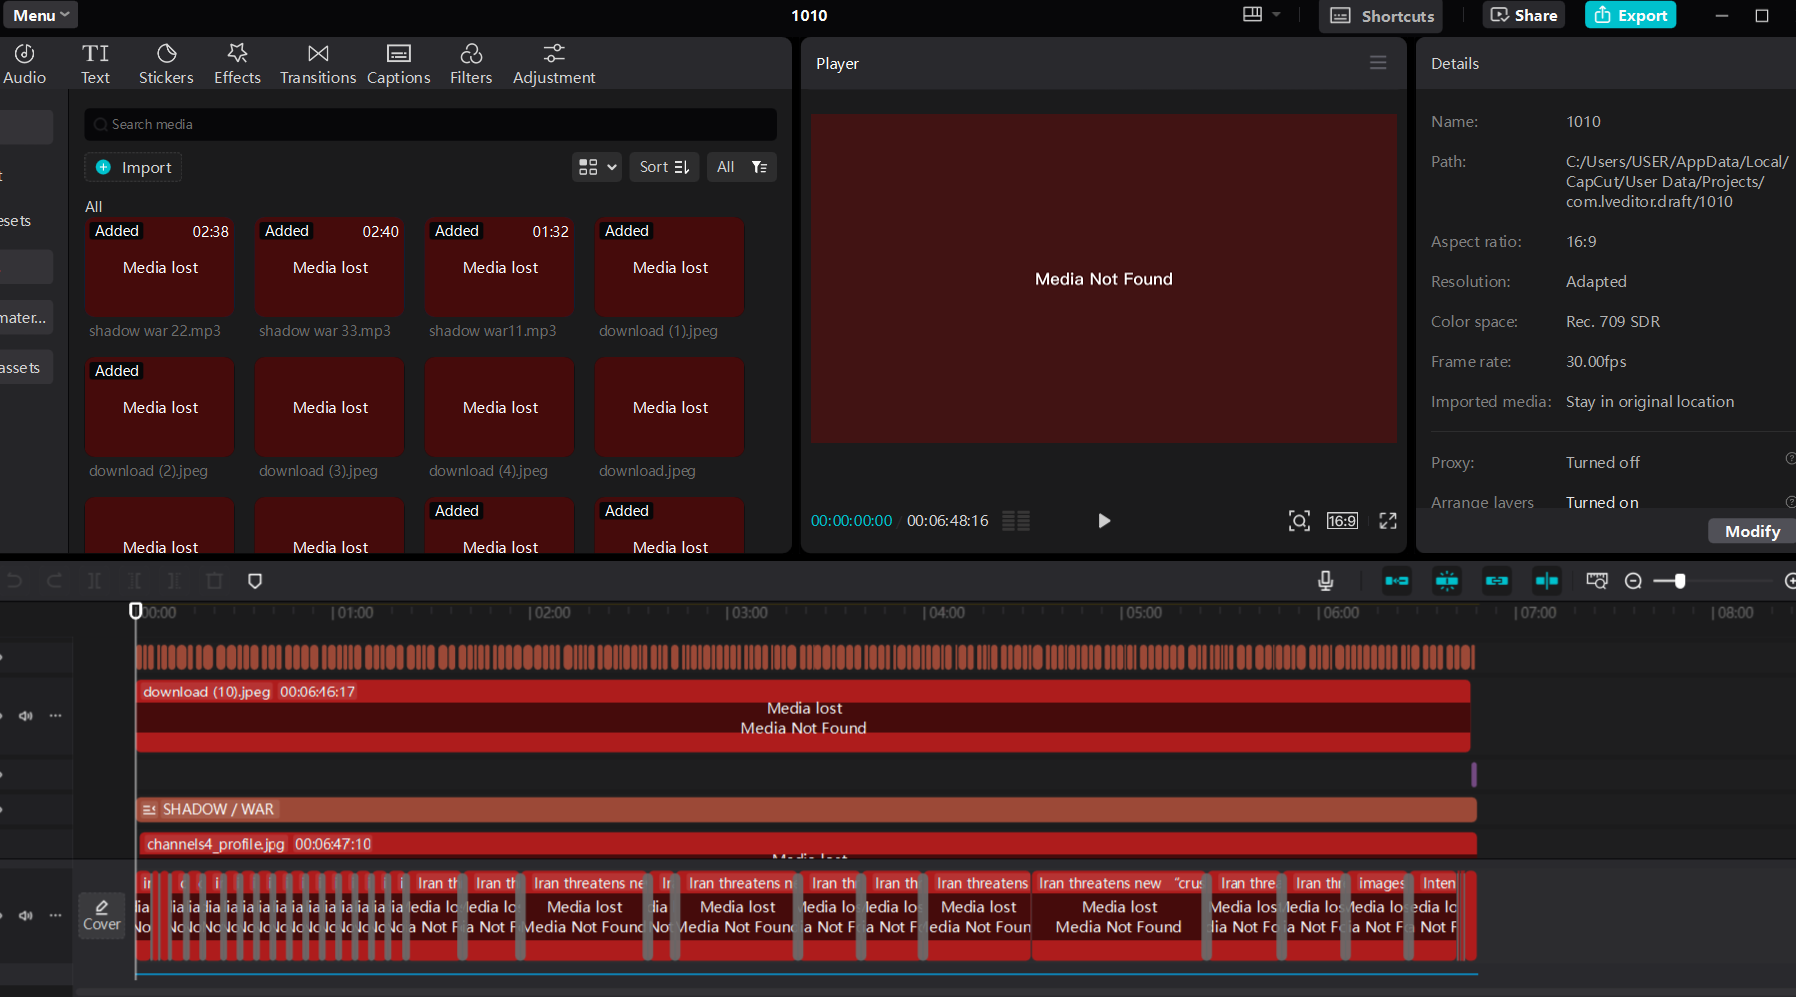 Menu
1010
Shortcuts
Share
Export
Audio
Text
Stickers
Effects
Transitions
Captions
Filters
Adjustment
Player
Details
Search media
Import
Sort
All
All
Added 02:38
Media lost
shadow war 22.mp3
Added 02:40
Media lost
shadow war 33.mp3
Added 01:32
Media lost
shadow war11.mp3
Added
Media lost
download (1).jpeg
Added
Media lost
download (2).jpeg
Media lost
download (3).jpeg
Media lost
download (4).jpeg
Media lost
download.jpeg
Media lost
Media lost
Added
Media lost
Added
Media lost
esets
mater...
assets
Media Not Found
00:00:00:00 / 00:06:48:16
16:9
Name: 1010
Path: C:/Users/USER/AppData/Local/
CapCut/User Data/Projects/
com.lveditor.draft/1010
Aspect ratio: 16:9
Resolution: Adapted
Color space: Rec. 709 SDR
Frame rate: 30.00fps
Imported media: Stay in original location
Proxy: Turned off
Arrange layers Turned on
Modify
00:00 01:00 02:00 03:00 04:00 05:00 06:00 07:00 08:00
download (10).jpeg 00:06:46:17
Media lost
Media Not Found
SHADOW / WAR
channels4_profile.jpg 00:06:47:10
Media lost
Cover
Iran th Iran th Iran threatens ne Iran threatens n Iran th Iran th Iran threatens Iran threatens new "crus Iran threa Iran thr images Inten
Media lost Media lost Media lost Media lost
Media Not Found Media Not Found Media Not Found